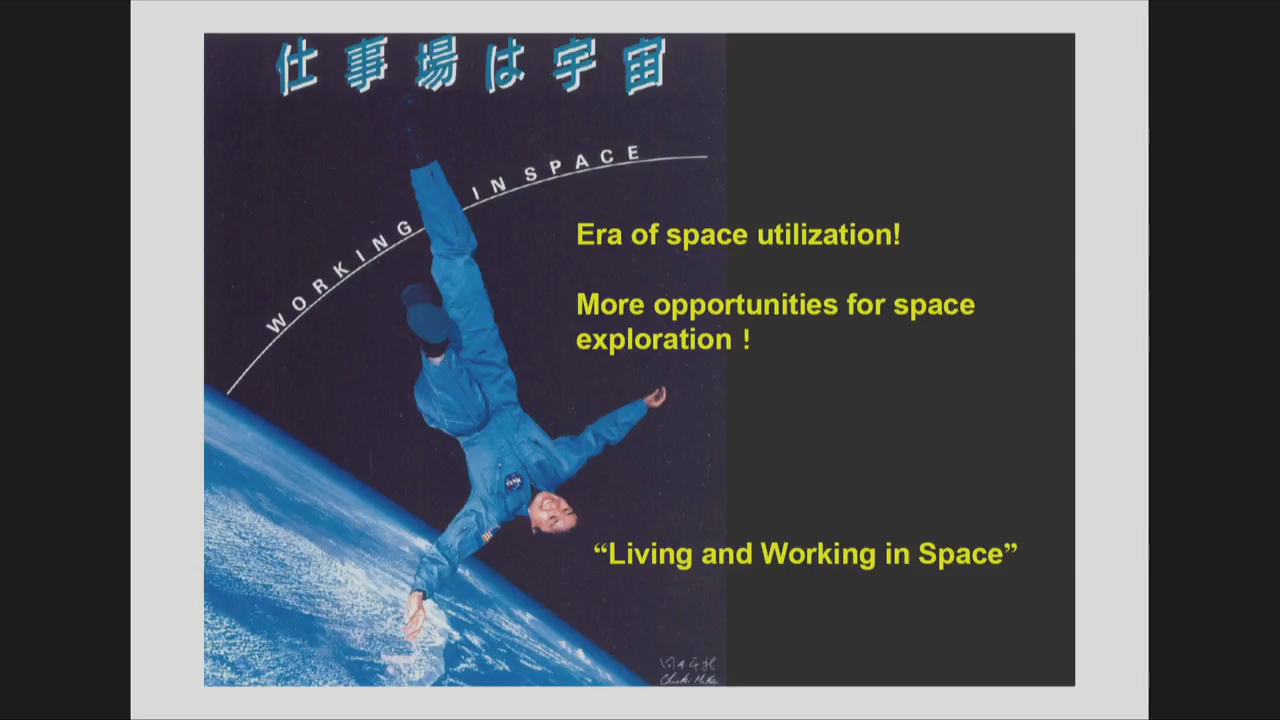 仕事場は宇宙
WORKING IN SPACE
Era of space utilization!
More opportunities for space
exploration !
NASA
“Living and Working in Space”